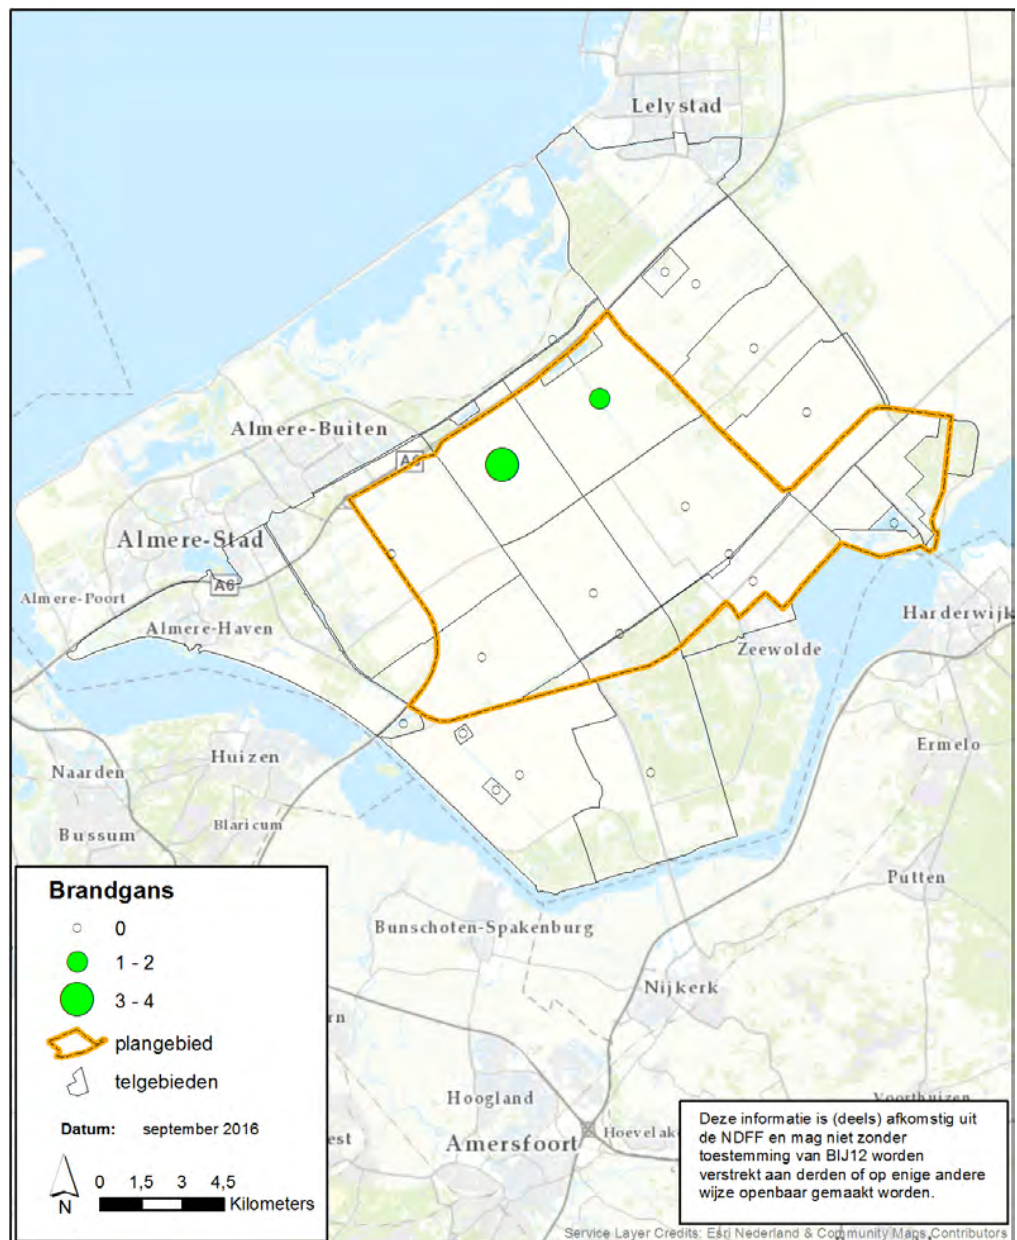 Lelystad
Almere-Buiten
A6
Almere-Stad
A6
Almere-Poort
Almere-Haven
Harderwijk
Zeewolde
Ermelo
Huizen
Naarden
Blaricum
Bussum
Putten
Bunschoten-Spakenburg
Nijkerk
Hoogland
Voorthuizen
Amersfoort
Hoevelak
rn
est
Brandgans
0
1 - 2
3 - 4
plangebied
telgebieden
Datum: september 2016
N
0 1,5 3 4,5
Kilometers
Deze informatie is (deels) afkomstig uit
de NDFF en mag niet zonder
toestemming van BIJ12 worden
verstrekt aan derden of op enige andere
wijze openbaar gemaakt worden.
Service Layer Credits: Esri Nederland & Community Maps Contributors